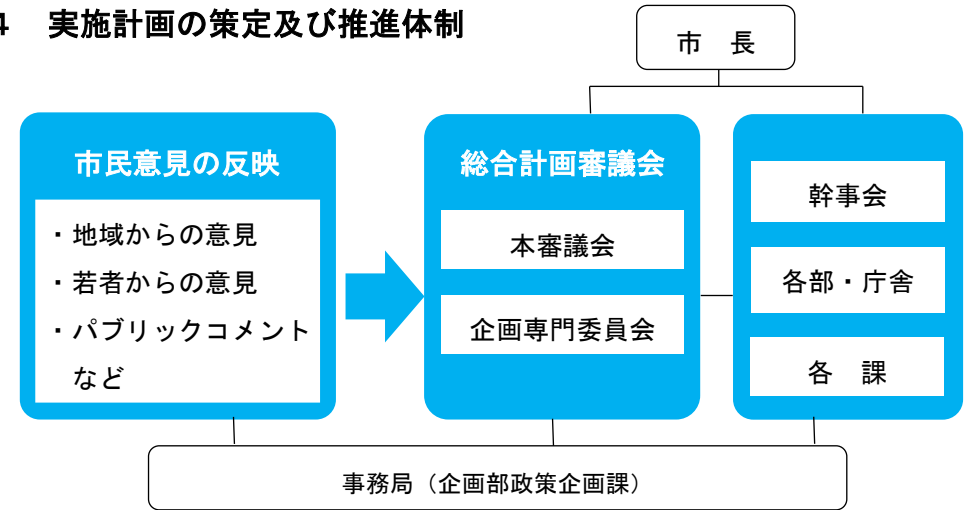 4 実施計画の策定及び推進体制
市 長
市民意見の反映
・地域からの意見
・若者からの意見
・パブリックコメント
など
総合計画審議会
本審議会
企画専門委員会
幹事会
各部・庁舎
各 課
事務局（企画部政策企画課）